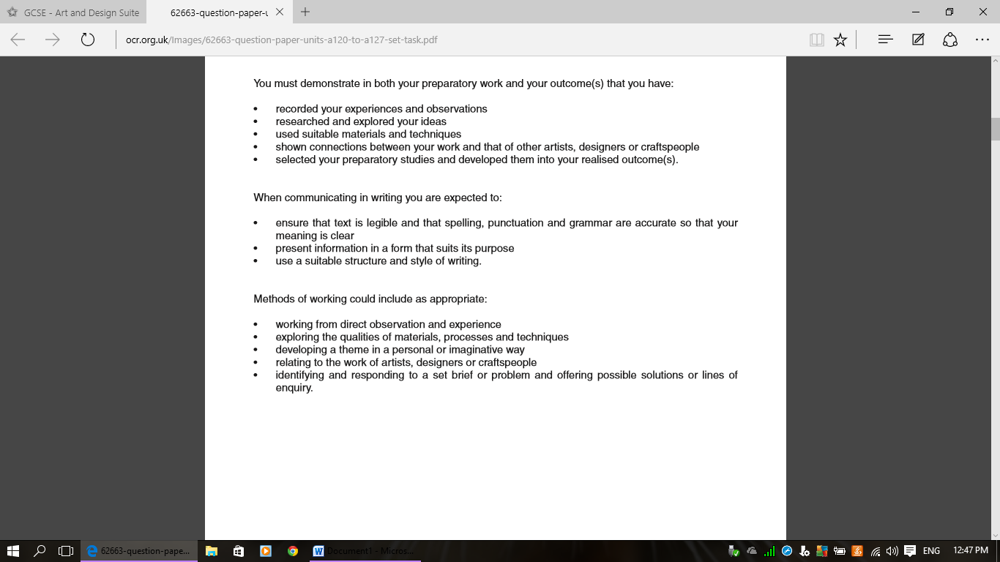 GCSE - Art and Design Suite
62663-question-paper-u
ocr.org.uk/Images/62663-question-paper-units-a120-to-a127-set-task.pdf
You must demonstrate in both your preparatory work and your outcome(s) that you have:
• recorded your experiences and observations
• researched and explored your ideas
• used suitable materials and techniques
• shown connections between your work and that of other artists, designers or craftspeople
• selected your preparatory studies and developed them into your realised outcome(s).
When communicating in writing you are expected to:
• ensure that text is legible and that spelling, punctuation and grammar are accurate so that your
meaning is clear
• present information in a form that suits its purpose
• use a suitable structure and style of writing.
Methods of working could include as appropriate:
• working from direct observation and experience
• exploring the qualities of materials, processes and techniques
• developing a theme in a personal or imaginative way
• relating to the work of artists, designers or craftspeople
• identifying and responding to a set brief or problem and offering possible solutions or lines of
enquiry.
62663-question-pape...
Document1 - Micros...
ENG
12:47 PM